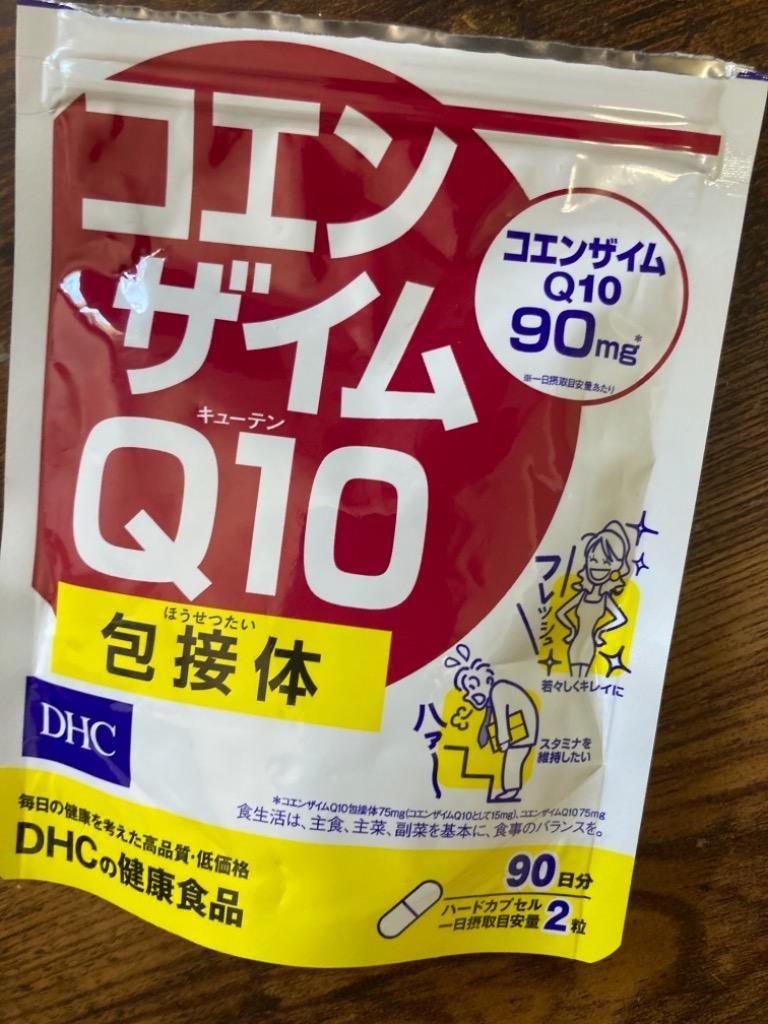 コエン
ザイム
キューテン
Q10
ほうせつたい
包接体
コエンザイム
Q10
90mg*
※一日摂取目安量あたり
フレッシュ
若々しくキレイに
ハァー
スタミナを
維持したい
DHC
*コエンザイムQ10包接体75mg(コエンザイムQ10として15mg)、コエンザイムQ10 75mg
食生活は、主食、主菜、副菜を基本に、食事のバランスを。
毎日の健康を考えた高品質・低価格
DHCの健康食品
90日分
ハードカプセル
一日摂取目安量 2粒